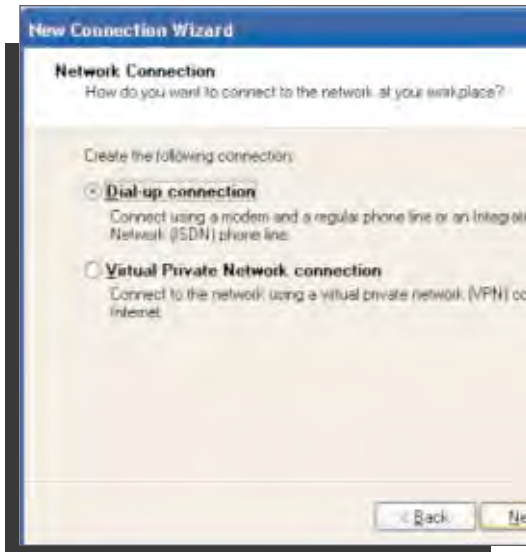 New Connection Wizard
Network Connection
How do you want to connect to the network at your workplace?
Create the following connection:
Dial-up connection
Connect using a modem and a regular phone line or an
Network (ISDN) phone line.
Virtual Private Network connection
Connect to the network using a virtual private network (VPN)
Internet.
< Back